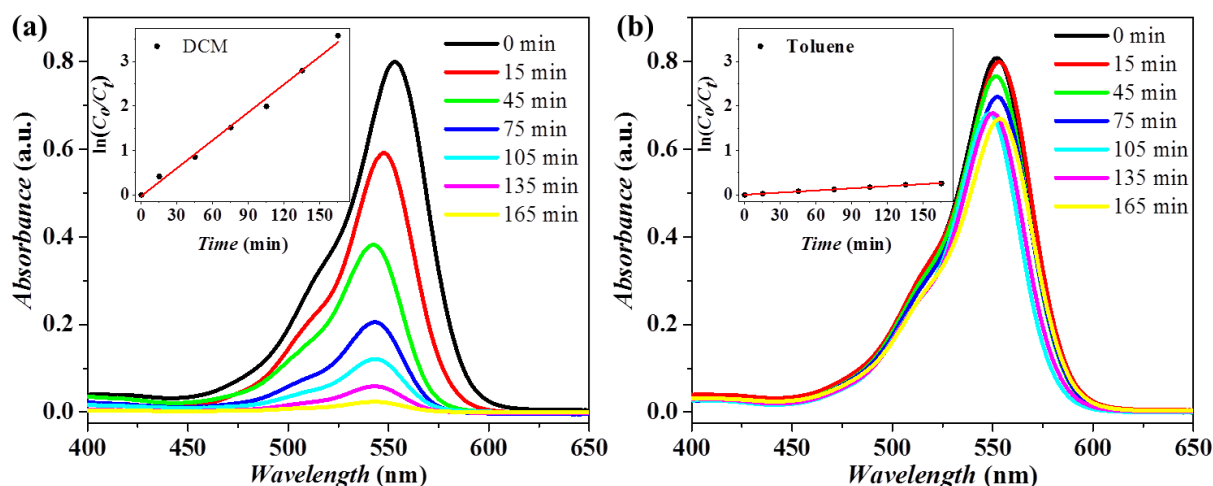 (a)
DCM
ln(C₀/Cₜ)
3
2
1
0
0 30 60 90 120 150
Time (min)
0 min
15 min
45 min
75 min
105 min
135 min
165 min
Absorbance (a.u.)
0.8
0.6
0.4
0.2
0.0
400 450 500 550 600 650
Wavelength (nm)
(b)
Toluene
ln(C₀/Cₜ)
3
2
1
0
0 30 60 90 120 150
Time (min)
0 min
15 min
45 min
75 min
105 min
135 min
165 min
Absorbance (a.u.)
0.8
0.6
0.4
0.2
0.0
400 450 500 550 600 650
Wavelength (nm)